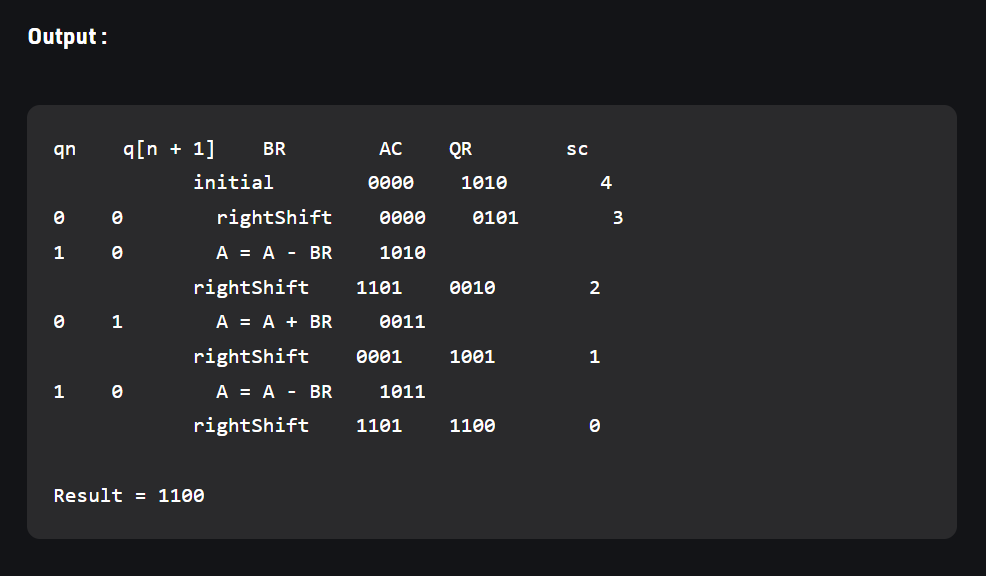 Output:
qn    q[n + 1]    BR        AC    QR        sc
            initial        0000    1010        4
0    0        rightShift    0000    0101        3
1    0        A = A - BR    1010
            rightShift    1101    0010        2
0    1        A = A + BR    0011
            rightShift    0001    1001        1
1    0        A = A - BR    1011
            rightShift    1101    1100        0
Result = 1100